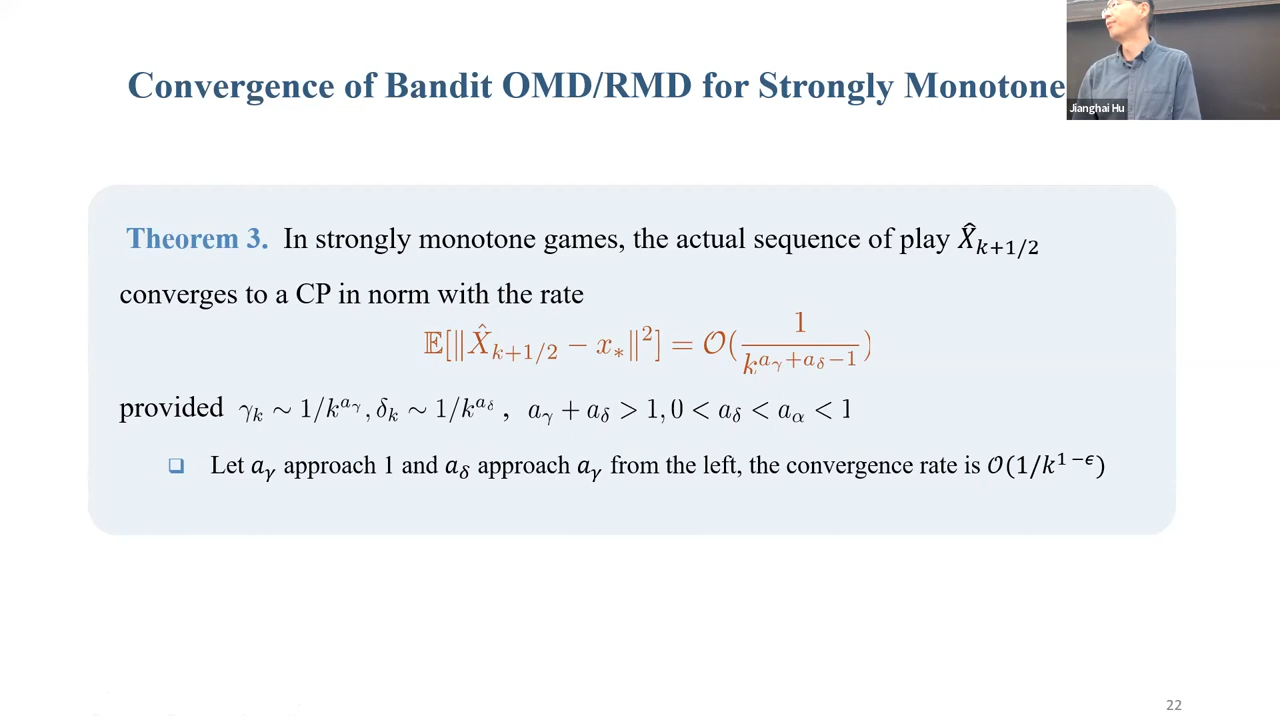 Convergence of Bandit OMD/RMD for Strongly Monotone
Jianghai Hu
Theorem 3. In strongly monotone games, the actual sequence of play X̂_{k+1/2}
converges to a CP in norm with the rate
𝔼[‖X̂_{k+1/2} − x_*‖²] = 𝒪(1/k^{a_γ+a_δ−1})
provided γ_k ∼ 1/k^{a_γ}, δ_k ∼ 1/k^{a_δ} , a_γ + a_δ > 1, 0 < a_δ < a_α < 1
❑ Let a_γ approach 1 and a_δ approach a_γ from the left, the convergence rate is 𝒪(1/k^{1−ϵ})
22